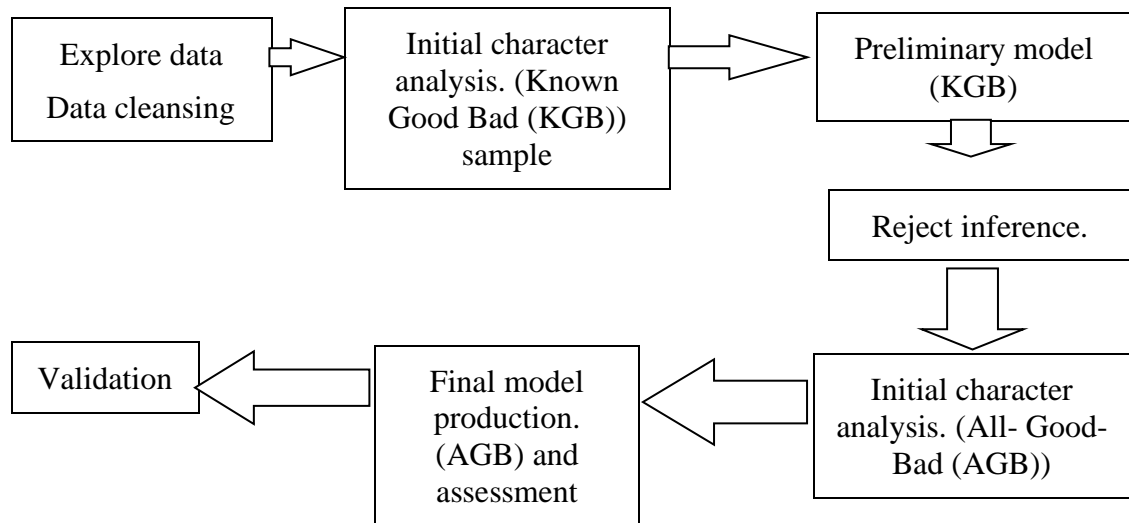 Explore data
Data cleansing
Initial character
analysis. (Known
Good Bad (KGB))
sample
Preliminary model
(KGB)
Reject inference.
Initial character
analysis. (All- Good-
Bad (AGB))
Final model
production.
(AGB) and
assessment
Validation